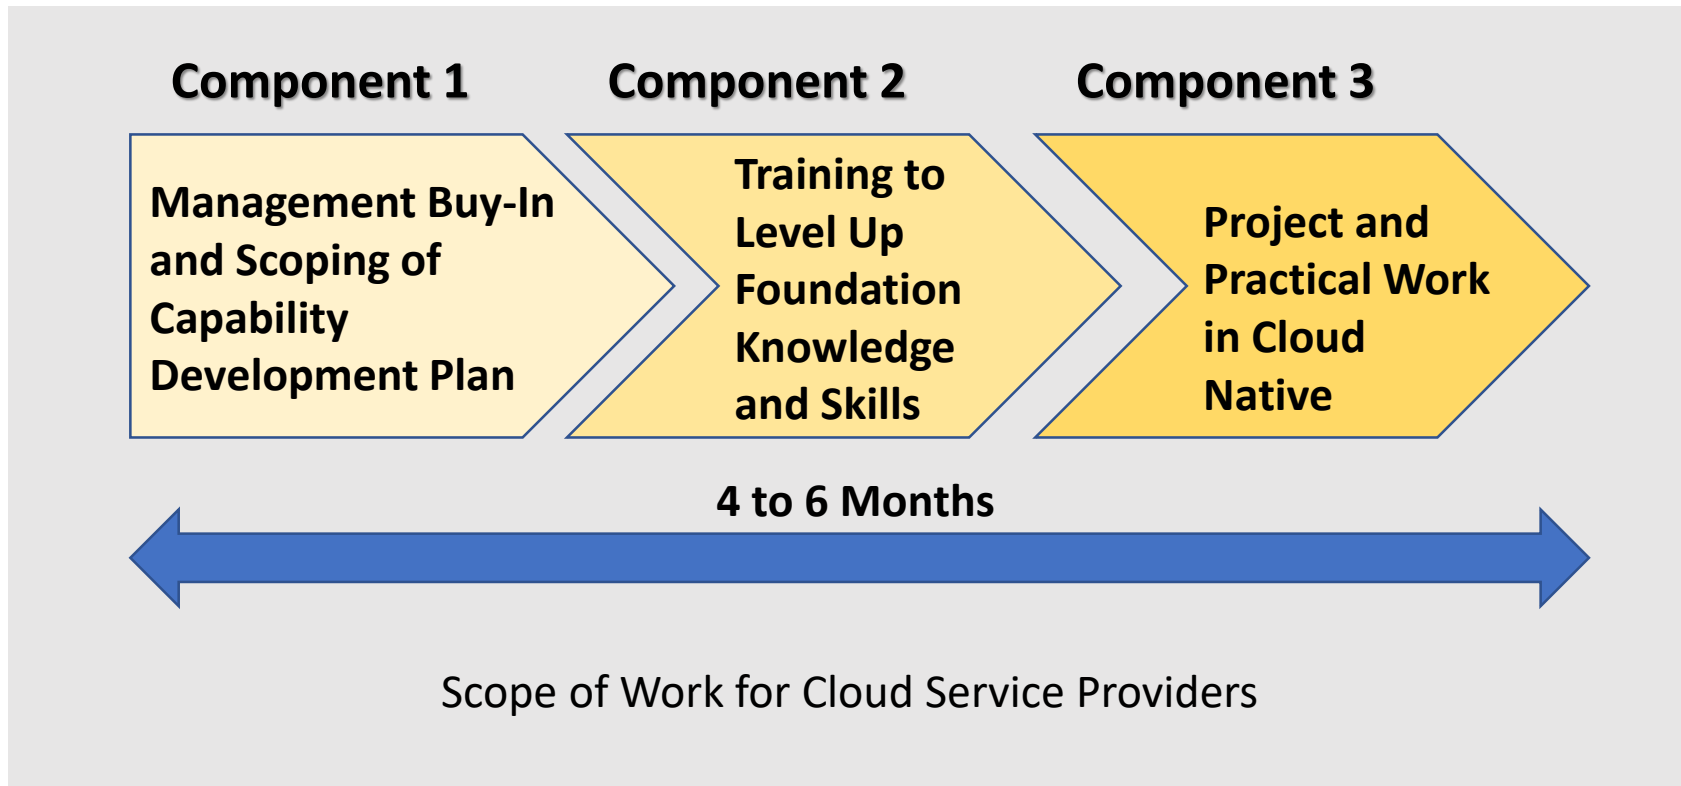 Component 1
Component 2
Component 3
Management Buy-In
and Scoping of
Capability
Development Plan
Training to
Level Up
Foundation
Knowledge
and Skills
Project and
Practical Work
in Cloud
Native
4 to 6 Months
Scope of Work for Cloud Service Providers